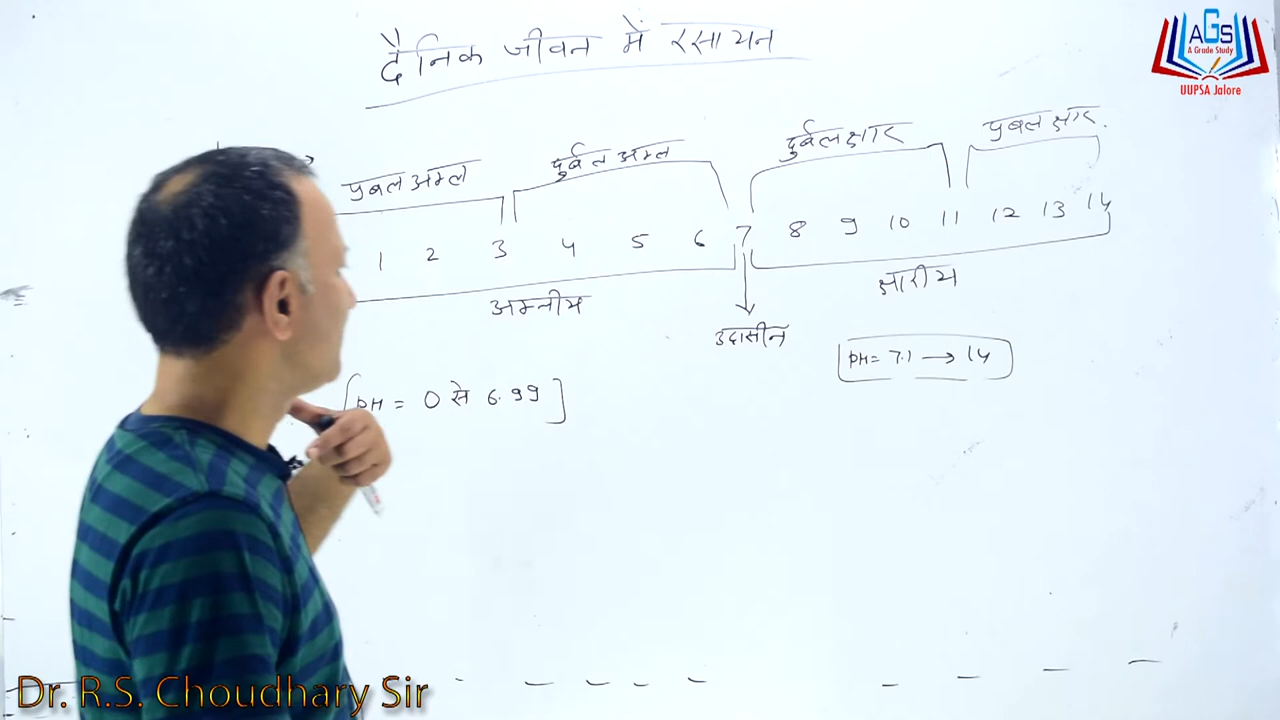 दैनिक जीवन में रसायन
AGS
A Grade Study
UUPSA Jalore
प्रबल अम्ल दुर्बल अम्ल दुर्बल क्षार प्रबल क्षार
1 2 3 4 5 6 7 8 9 10 11 12 13 14
अम्लीय उदासीन क्षारीय
PH = 0 से 6.99
PH = 7.1 → 14
Dr. R.S. Choudhary Sir